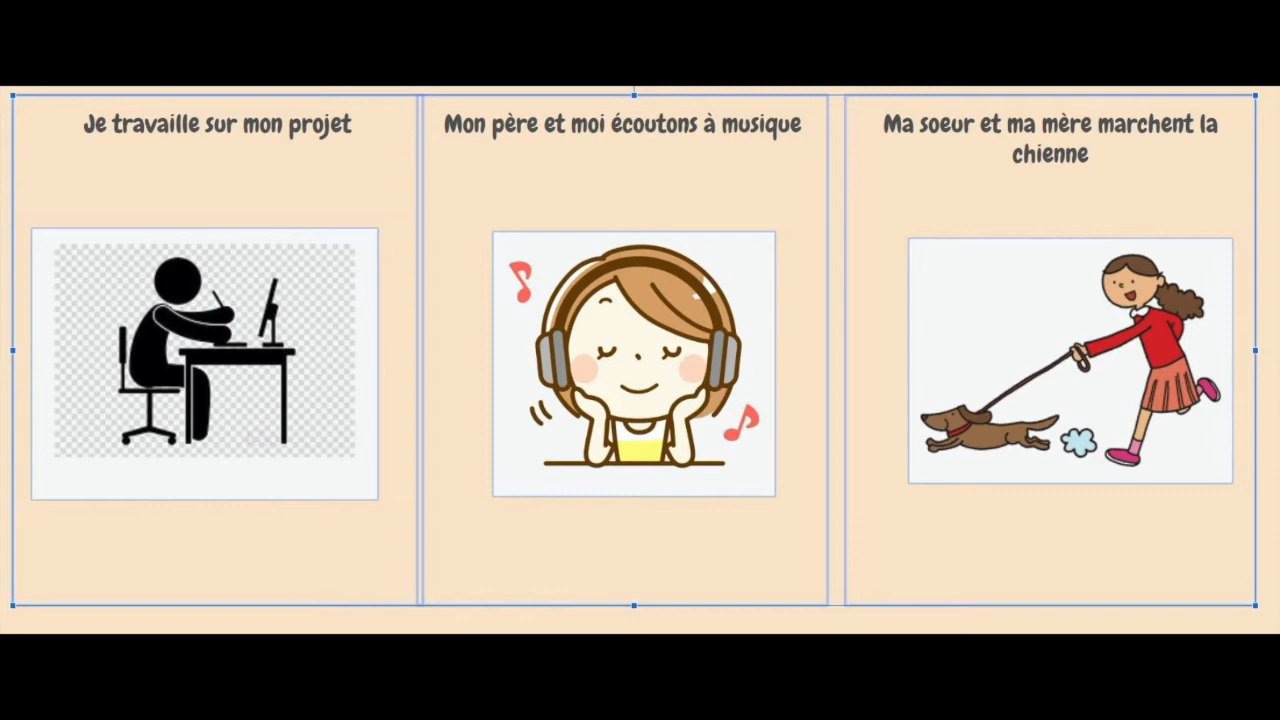 Je travaille sur mon projet
Mon père et moi écoutons à musique
Ma soeur et ma mère marchent la
chienne